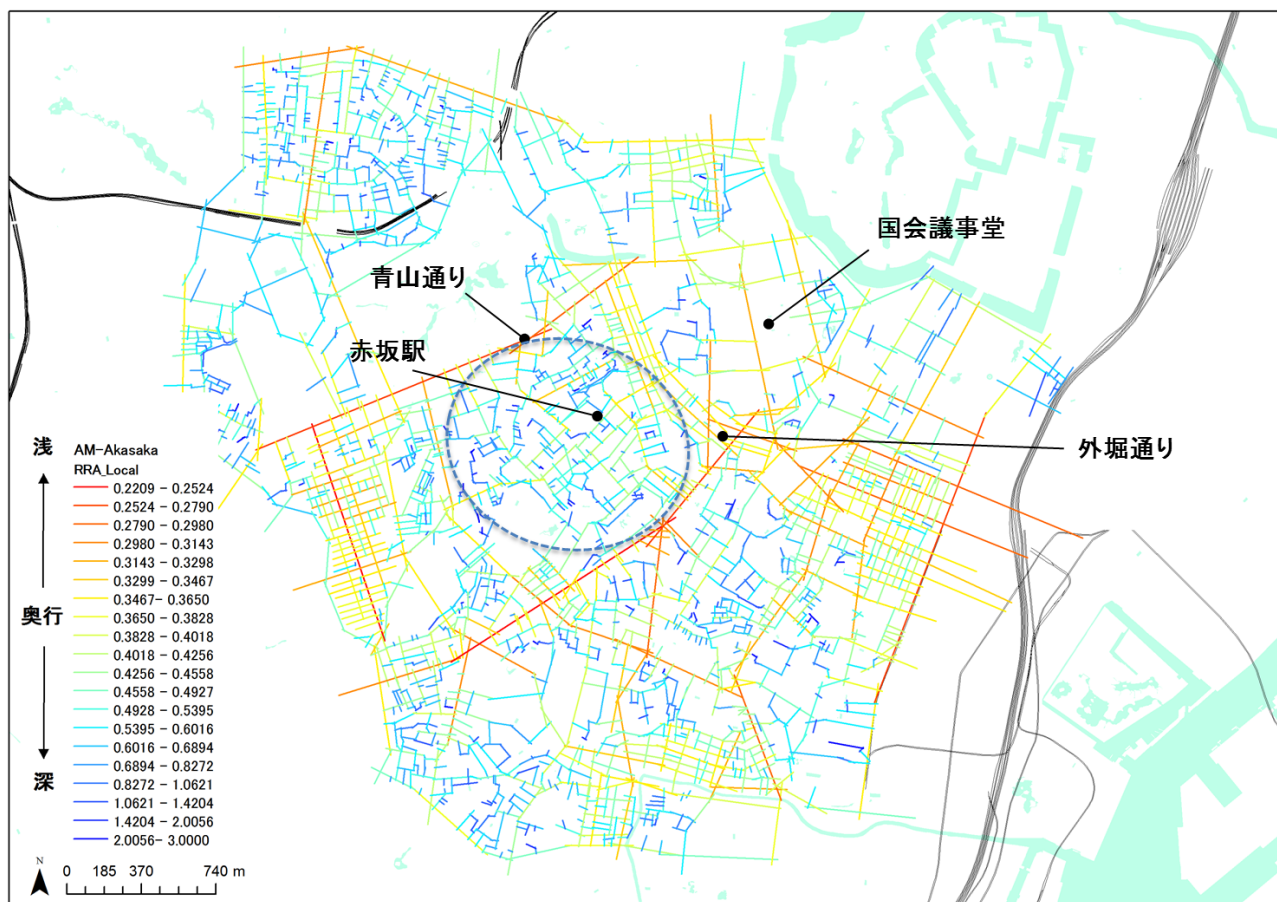 国会議事堂
青山通り
赤坂駅
外堀通り
浅
奥行
深
AM-Akasaka
RRA_Local
0.2209 - 0.2524
0.2524 - 0.2790
0.2790 - 0.2980
0.2980 - 0.3143
0.3143 - 0.3298
0.3299 - 0.3467
0.3467- 0.3650
0.3650 - 0.3828
0.3828 - 0.4018
0.4018 - 0.4256
0.4256 - 0.4558
0.4558 - 0.4927
0.4928 - 0.5395
0.5395 - 0.6016
0.6016 - 0.6894
0.6894 - 0.8272
0.8272 - 1.0621
1.0621 - 1.4204
1.4204 - 2.0056
2.0056- 3.0000
N
0 185 370 740 m